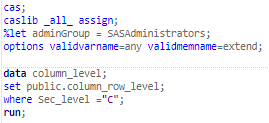 cas;
caslib _all_ assign;
%let adminGroup = SASAdministrators;
options validvarname=any validmemname=extend;
data column_level;
set public.column_row_level;
where Sec_level ="C";
run;